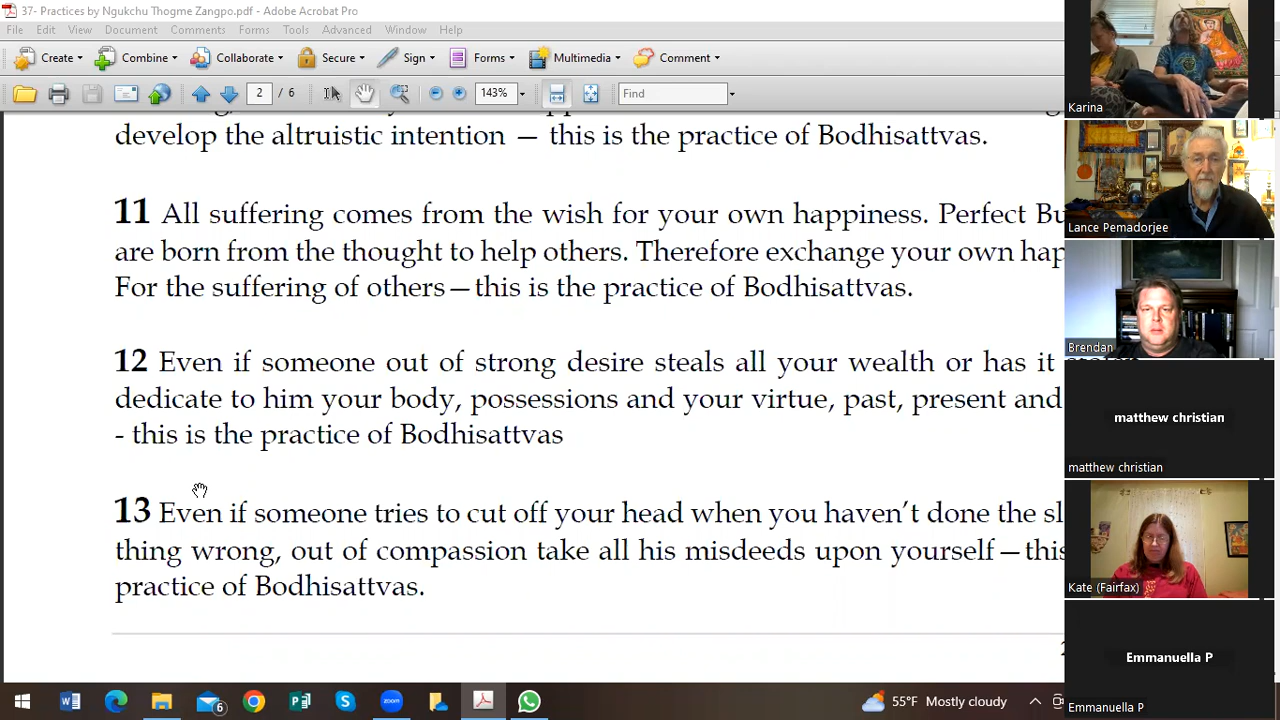 37- Practices by Ngukchu Thogme Zangpo.pdf - Adobe Acrobat Pro
File Edit View Document Comments Forms Tools Advanced Window Help
Create Combine Collaborate Secure Sign Forms Multimedia Comment
2 / 6 143% Find
develop the altruistic intention — this is the practice of Bodhisattvas.
11 All suffering comes from the wish for your own happiness. Perfect Bu
are born from the thought to help others. Therefore exchange your own hap
For the suffering of others—this is the practice of Bodhisattvas.
12 Even if someone out of strong desire steals all your wealth or has it
dedicate to him your body, possessions and your virtue, past, present and
- this is the practice of Bodhisattvas
13 Even if someone tries to cut off your head when you haven't done the sl
thing wrong, out of compassion take all his misdeeds upon yourself—this
practice of Bodhisattvas.
Karina
Lance Pemadorjee
Brendan
matthew christian
matthew christian
Kate (Fairfax)
Emmanuella P
Emmanuella P
6 zoom 55°F Mostly cloudy